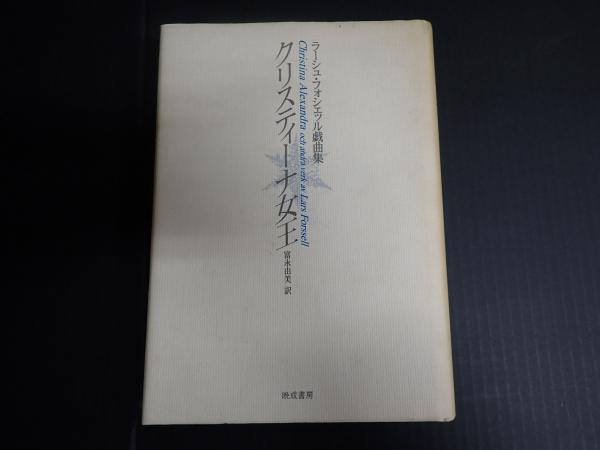 ラーシュ・フォシェッル戯曲集
Christina Alexandra och andra verk av Lars Forssell
クリスティーナ女王
富永由美 訳
晩成書房